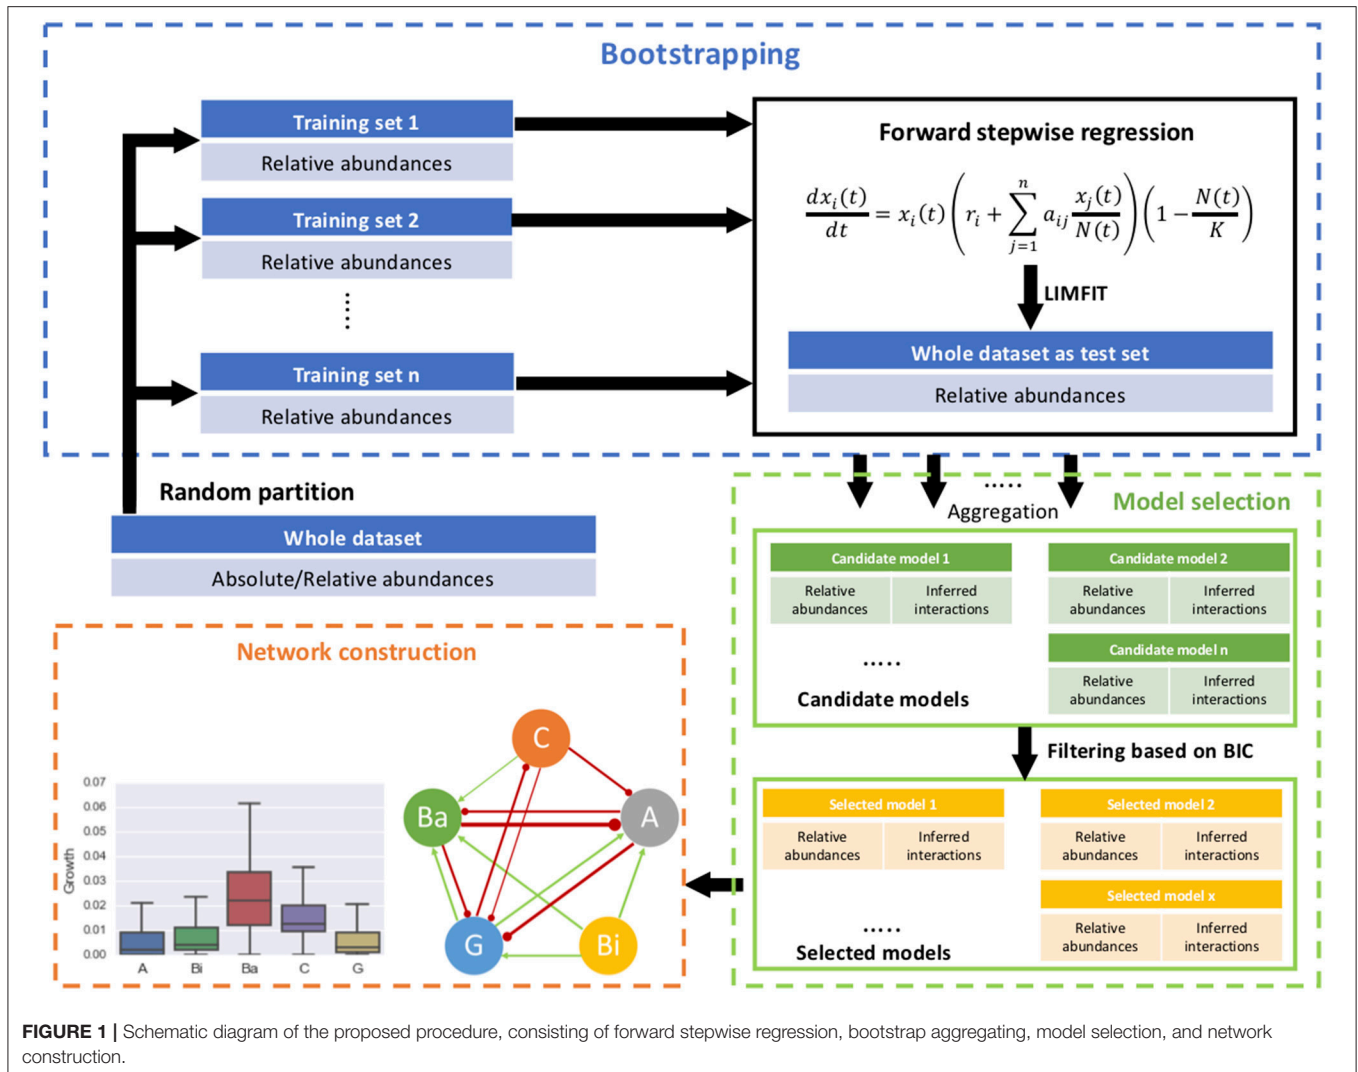 Bootstrapping
Training set 1
Relative abundances
Training set 2
Relative abundances
Training set n
Relative abundances
Forward stepwise regression
dx_i(t)/dt = x_i(t) ( r_i + ∑_{j=1}^{n} a_{ij} x_j(t)/N(t) ) ( 1 − N(t)/K )
LIMFIT
Whole dataset as test set
Relative abundances
Random partition
Whole dataset
Absolute/Relative abundances
.....
Aggregation
Model selection
Candidate model 1
Relative abundances
Inferred interactions
Candidate model 2
Relative abundances
Inferred interactions
.....
Candidate models
Candidate model n
Relative abundances
Inferred interactions
Filtering based on BIC
Selected model 1
Relative abundances
Inferred interactions
Selected model 2
Relative abundances
Inferred interactions
.....
Selected models
Selected model x
Relative abundances
Inferred interactions
Network construction
Growth
0.07
0.06
0.05
0.04
0.03
0.02
0.01
0.00
A Bi Ba C G
C
Ba
A
G
Bi
FIGURE 1 | Schematic diagram of the proposed procedure, consisting of forward stepwise regression, bootstrap aggregating, model selection, and network
construction.